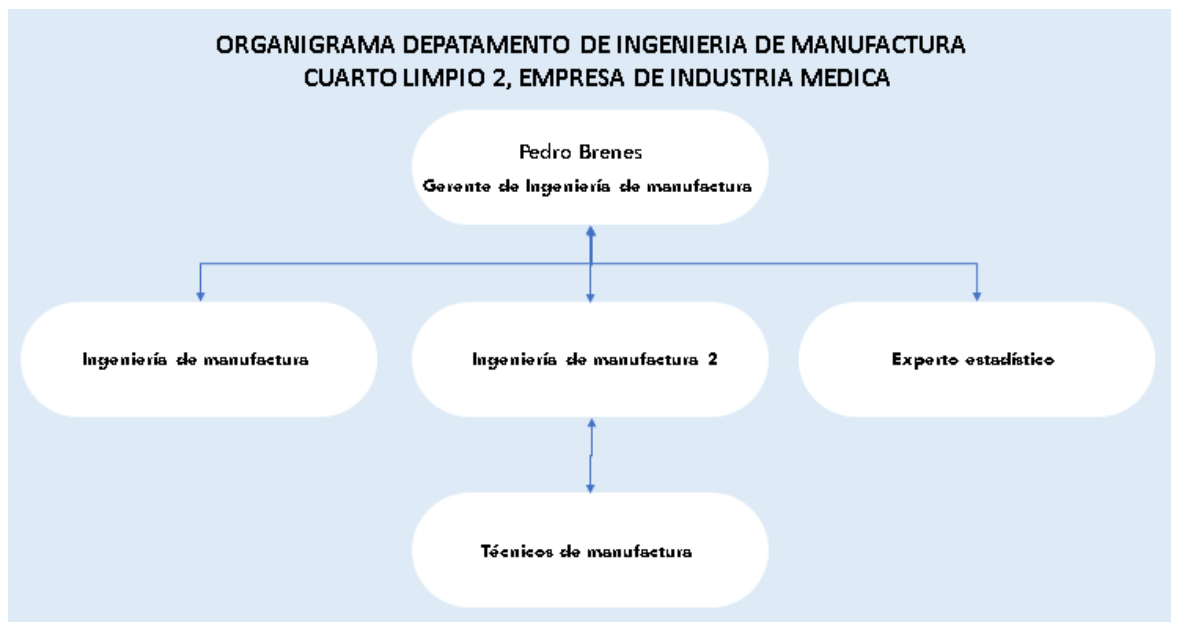 ORGANIGRAMA DEPATAMENTO DE INGENIERIA DE MANUFACTURA
CUARTO LIMPIO 2, EMPRESA DE INDUSTRIA MEDICA
Pedro Brenes
Gerente de Ingeniería de manufactura
Ingeniería de manufactura
Ingeniería de manufactura 2
Experto estadístico
Técnicos de manufactura